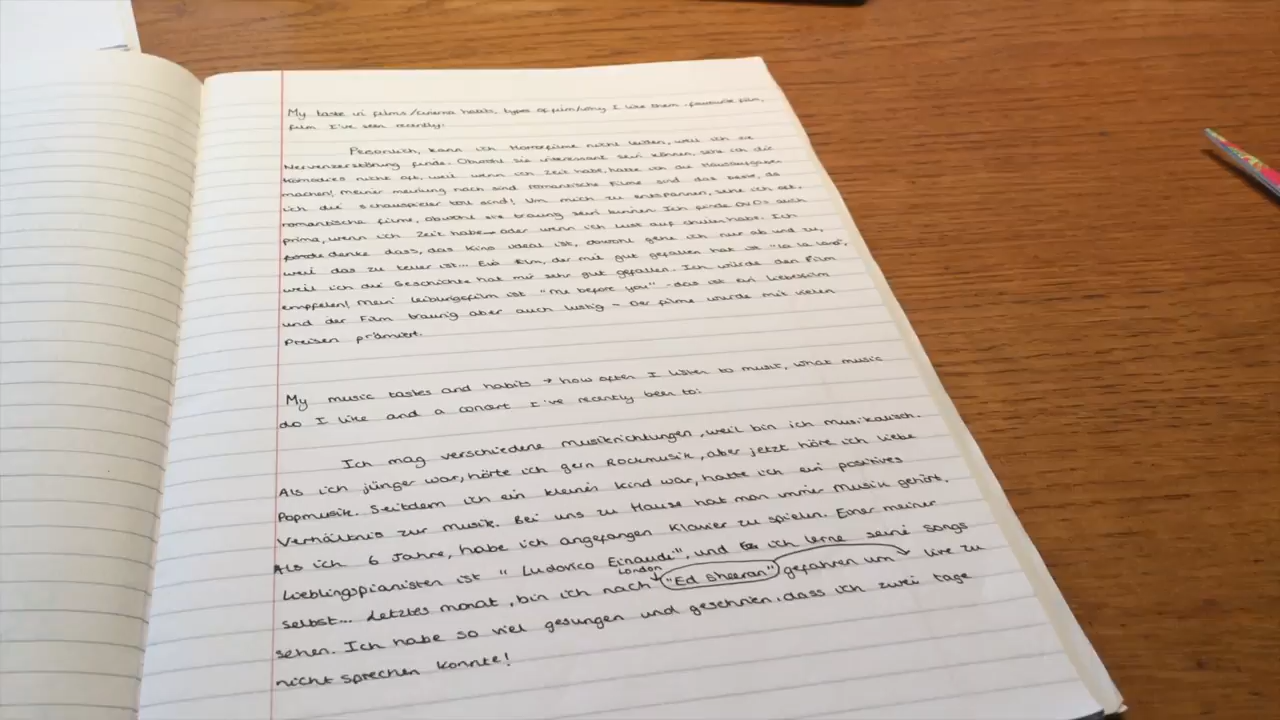 My taste in films/cinema habits, types of film/why I like them - favourite film,
film I've seen recently:
Personlich, kann ich Horrorfilme nicht leiden, weil ich sie
Nervenzerstörung finde. Obwohl sie interessant sein können, sehe ich die
Komödien nicht oft, weil wenn ich Zeit habe, hatte ich die Hausaufgaben
machen! Meiner meinung nach sind romantische Filme sind das beste, da
ich die Schauspieler toll sind! Um mich zu entspannen, sehe ich oft
romantische filme, obwohl sie traurig sein können. Ich finde DVDs auch
prima, wenn ich Zeit habe oder wenn ich lust auf chillen habe. Ich
denke dass, das Kino ideal ist, obwohl gehe ich nur ab und zu,
weil das zu teuer ist... Ein film, der mir gut gefallen hat ist "La la land",
weil ich die Geschichte hat mir sehr gut gefallen. Ich würde den Film
empfelen! Mein leiblingsfilm ist "Me before you" - das ist ein liebesfilm
und der Film traurig aber auch lustig - Der filme wurde mit vielen
Preisen prämiert.
My music tastes and habits → how often I listen to music, what music
do I like and a concert I've recently been to:
Ich mag verschiedene musikrichtungen, weil bin ich musikalisch.
Als ich jünger war, hörte ich gern Rockmusik, aber jetzt höre ich liebe
Popmusik. Seitdem ich ein kleines kind war, hatte ich ein positives
Verhältnis zur musik. Bei uns zu Hause hat man immer Musik gehört.
Als ich 6 Jahre, habe ich angefangen Klavier zu spielen. Einer meiner
Lieblingspianisten ist "Ludovico Einaudi", und ich lerne seine songs
selbst... Letztes monat, bin ich nach London "Ed Sheeran" gefahren um live zu
sehen. Ich habe so viel gesungen und geschrien, dass ich zwei tage
nicht sprechen konnte!